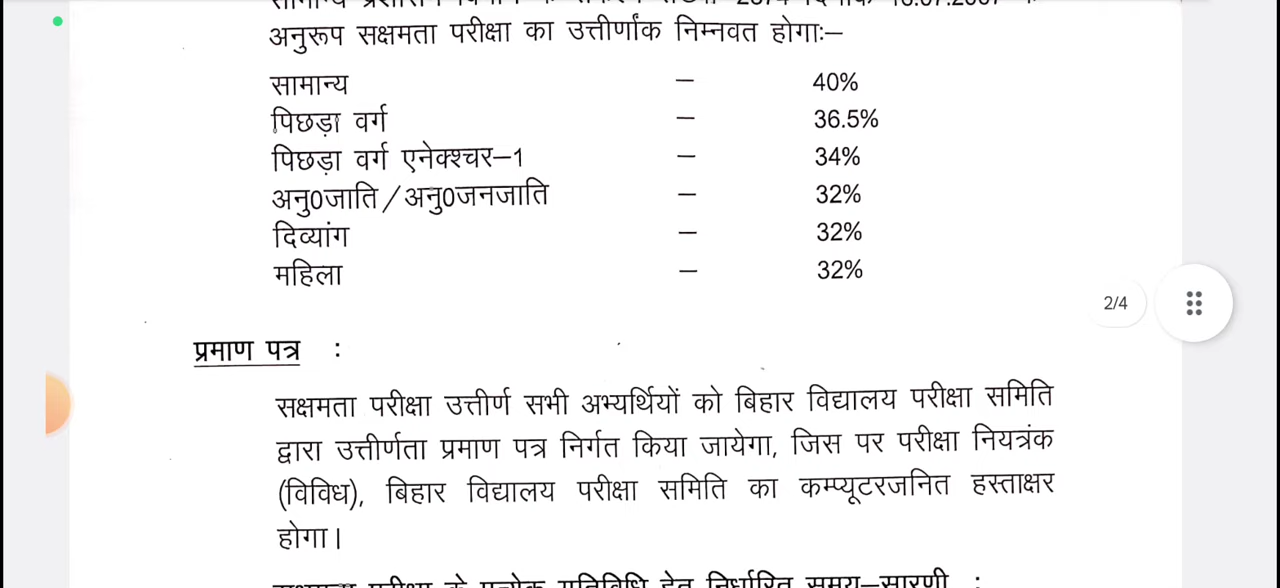 अनुरूप सक्षमता परीक्षा का उत्तीर्णांक निम्नवत होगाः–
सामान्य – 40%
पिछड़ा वर्ग – 36.5%
पिछड़ा वर्ग एनेक्श्चर–1 – 34%
अनु0जाति/अनु0जनजाति – 32%
दिव्यांग – 32%
महिला – 32%
2/4
प्रमाण पत्र :
सक्षमता परीक्षा उत्तीर्ण सभी अभ्यर्थियों को बिहार विद्यालय परीक्षा समिति
द्वारा उत्तीर्णता प्रमाण पत्र निर्गत किया जायेगा, जिस पर परीक्षा नियत्रंक
(विविध), बिहार विद्यालय परीक्षा समिति का कम्प्यूटरजनित हस्ताक्षर
होगा।